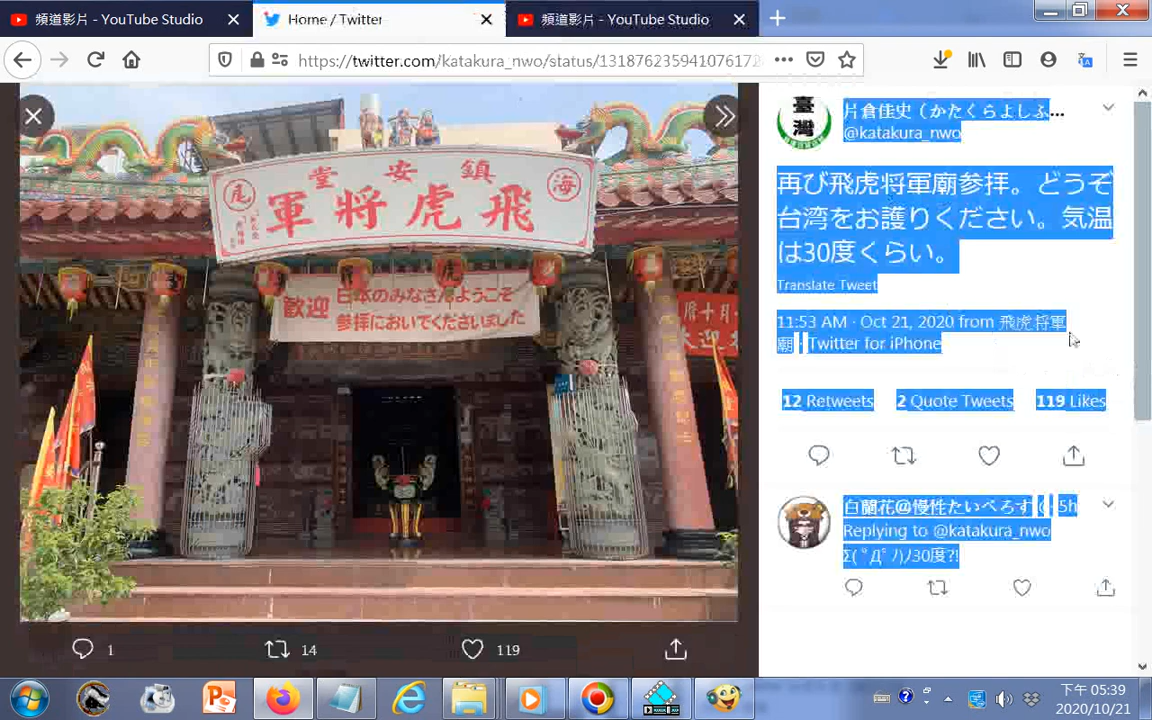 頻道影片 - YouTube Studio
Home / Twitter
頻道影片 - YouTube Studio
https://twitter.com/katakura_nwo/status/131876235941076172
鎮安堂
海
飛虎将軍
尾
歓迎
日本のみなさんようこそ
参拝においでくださいました
1
14
119
臺灣
片倉佳史（かたくらよしふ...
@katakura_nwo
再び飛虎将軍廟参拝。どうぞ
台湾をお護りください。気温
は30度くらい。
Translate Tweet
11:53 AM · Oct 21, 2020 from 飛虎将軍
廟 · Twitter for iPhone
12 Retweets 2 Quote Tweets 119 Likes
白蘭花@慢性たいぺろす 5h
Replying to @katakura_nwo
Σ(ﾟДﾟﾉ)ﾉ30度?!
下午 05:39
2020/10/21